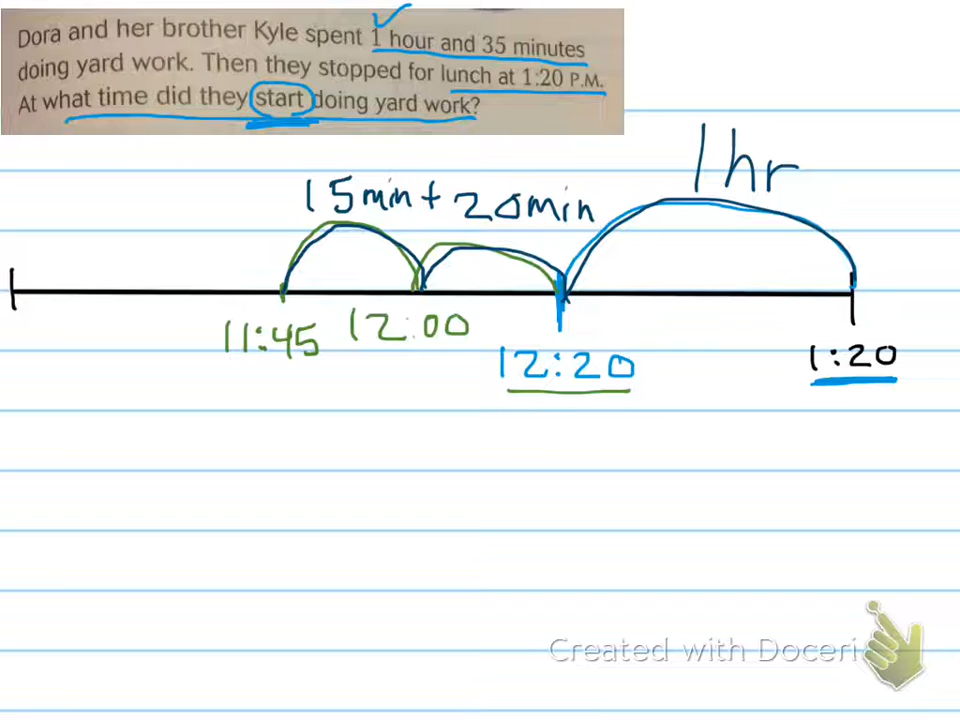 Dora and her brother Kyle spent 1 hour and 35 minutes
doing yard work. Then they stopped for lunch at 1:20 P.M.
At what time did they start doing yard work?
1 hr
15 min + 20 min
11:45 12:00
12:20
1:20
Created with Doceri